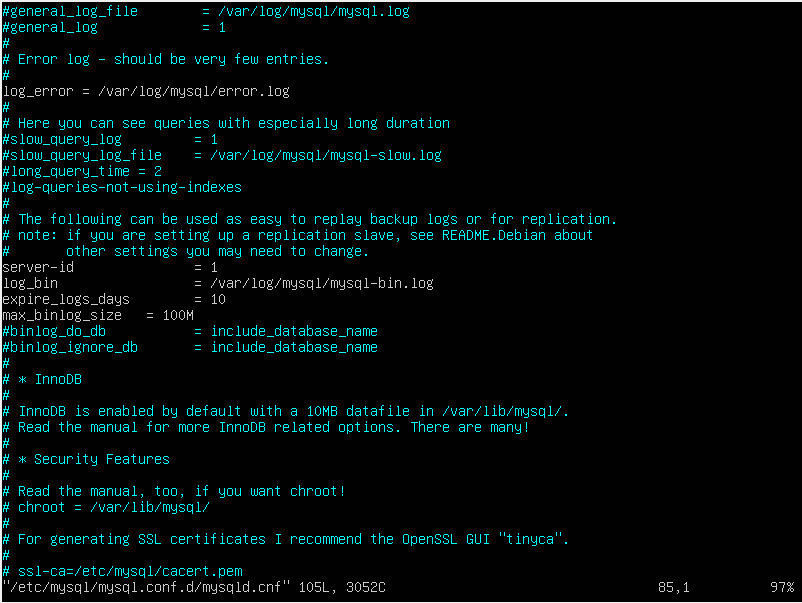 #general_log_file        = /var/log/mysql/mysql.log
#general_log             = 1
#
# Error log - should be very few entries.
#
log_error = /var/log/mysql/error.log
#
# Here you can see queries with especially long duration
#slow_query_log         = 1
#slow_query_log_file    = /var/log/mysql/mysql-slow.log
#long_query_time = 2
#log-queries-not-using-indexes
#
# The following can be used as easy to replay backup logs or for replication.
# note: if you are setting up a replication slave, see README.Debian about
#       other settings you may need to change.
server-id               = 1
log_bin                 = /var/log/mysql/mysql-bin.log
expire_logs_days        = 10
max_binlog_size   = 100M
#binlog_do_db           = include_database_name
#binlog_ignore_db       = include_database_name
#
# * InnoDB
#
# InnoDB is enabled by default with a 10MB datafile in /var/lib/mysql/.
# Read the manual for more InnoDB related options. There are many!
#
# * Security Features
#
# Read the manual, too, if you want chroot!
# chroot = /var/lib/mysql/
#
# For generating SSL certificates I recommend the OpenSSL GUI "tinyca".
#
# ssl-ca=/etc/mysql/cacert.pem
"/etc/mysql/mysql.conf.d/mysqld.cnf" 105L, 3052C                                  85,1          97%